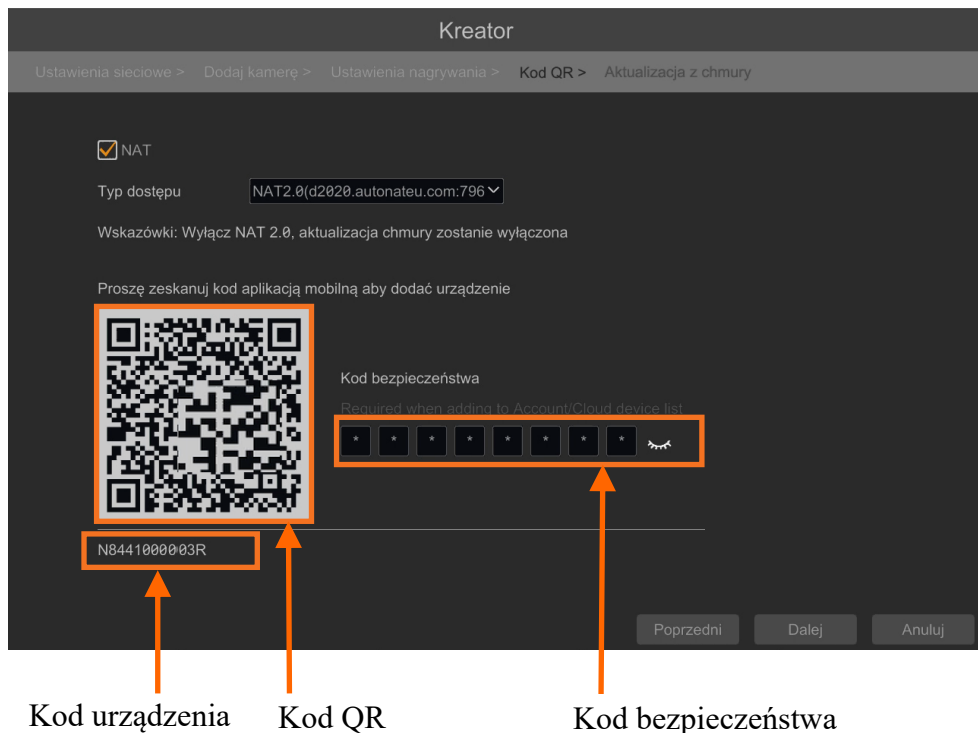 Kreator
Ustawienia sieciowe > Dodaj kamerę > Ustawienia nagrywania > Kod QR > Aktualizacja z chmury
NAT
Typ dostępu NAT2.0(d2020.autonateu.com:796
Wskazówki: Wyłącz NAT 2.0, aktualizacja chmury zostanie wyłączona
Proszę zeskanuj kod aplikacją mobilną aby dodać urządzenie
Kod bezpieczeństwa
Required when adding to Account/Cloud device list
* * * * * * * *
N8441000003R
Poprzedni Dalej Anuluj
Kod urządzenia Kod QR Kod bezpieczeństwa